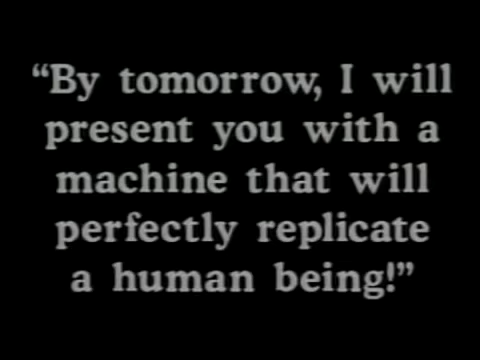 “By tomorrow, I will
present you with a
machine that will
perfectly replicate
a human being!”